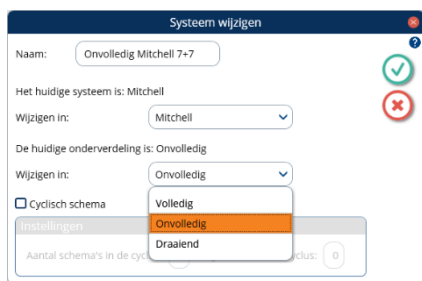 Systeem wijzigen
Naam: Onvolledig Mitchell 7+7
Het huidige systeem is: Mitchell
Wijzigen in: Mitchell
De huidige onderverdeling is: Onvolledig
Wijzigen in: Onvolledig
Volledig
Cyclisch schema
Onvolledig
Instellingen
Draaiend
Aantal schema's in de cycl clus: 0